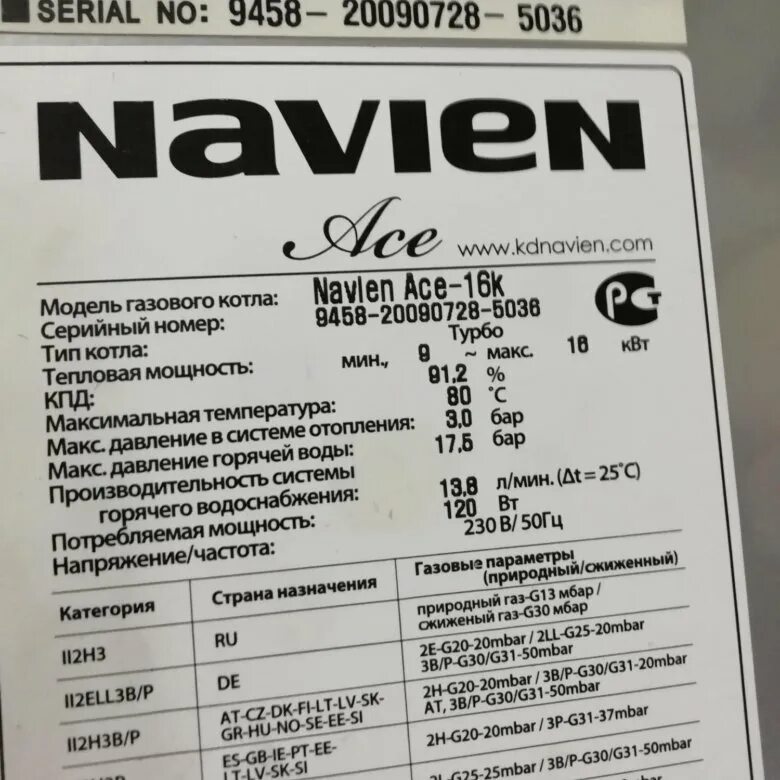 SERIAL NO: 9458- 20090728- 5036
NAVIEN
Ace www.kdnavien.com
Модель газового котла: Navien Ace-16k
Серийный номер: 9458-20090728-5036
Тип котла: Турбо
Тепловая мощность: мин., 9 ~ макс. 16 кВт
КПД: 91,2 %
Максимальная температура: 80 °C
Макс. давление в системе отопления: 3,0 бар
Макс. давление горячей воды: 17,5 бар
Производительность системы
горячего водоснабжения: 13,8 л/мин. (Δt = 25°C)
Потребляемая мощность: 120 Вт
Напряжение/частота: 230 В/ 50Гц
Категория Страна назначения Газовые параметры
(природный/сжиженный)
II2H3 RU природный газ-G13 мбар /
сжиженый газ-G30 мбар
II2ELL3B/P DE 2E-G20-20mbar / 2LL-G25-20mbar
3B/P-G30/G31-50mbar
II2H3B/P AT-CZ-DK-FI-LT-LV-SK-
GR-HU-NO-SE-EE-SI 2H-G20-20mbar / 3B/P-G30/G31-20mbar
AT, 3B/P-G30/G31-50mbar
ES-GB-IE-PT-EE-
LT-LV-SK-SI 2H-G20-20mbar / 3P-G31-37mbar
2L-G25-25mbar / 3B/P-G30/G31-50mbar